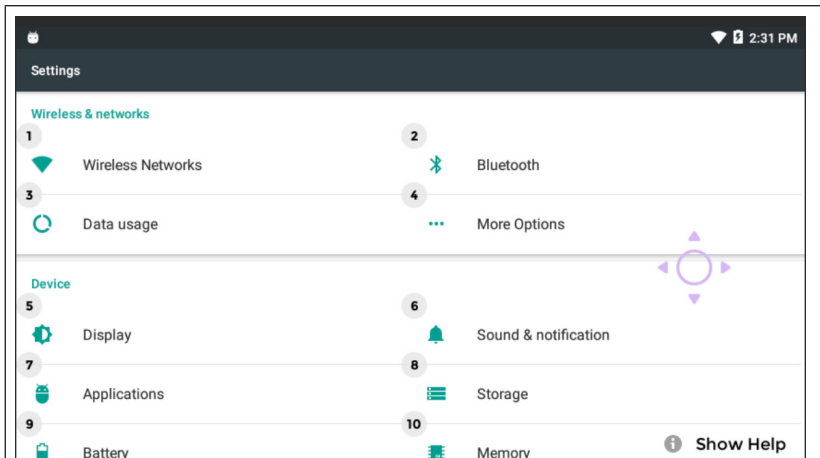 2:31 PM
Settings
Wireless & networks
1 2
Wireless Networks Bluetooth
3 4
Data usage More Options
Device
5 6
Display Sound & notification
7 8
Applications Storage
9 10
Battery Memory
Show Help